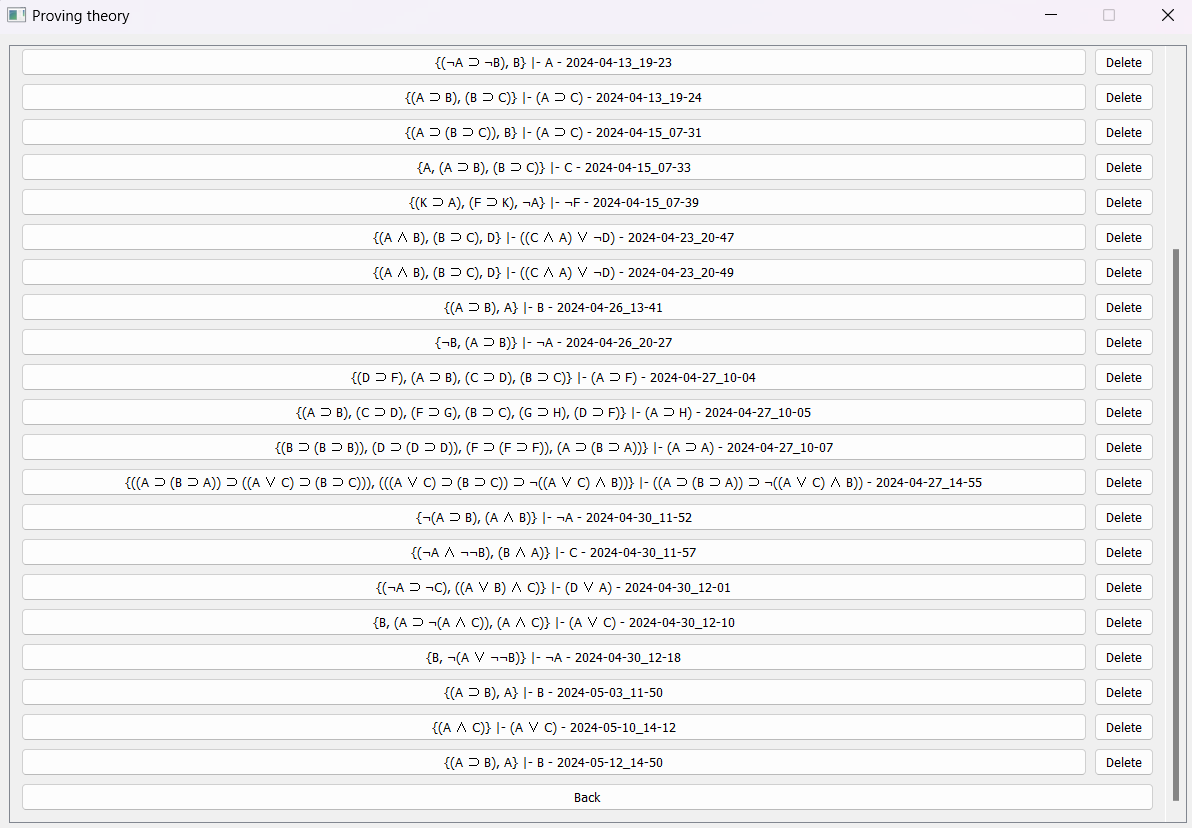 Proving theory
{(¬A ⊃ ¬B), B} |- A - 2024-04-13_19-23 Delete
{(A ⊃ B), (B ⊃ C)} |- (A ⊃ C) - 2024-04-13_19-24 Delete
{(A ⊃ (B ⊃ C)), B} |- (A ⊃ C) - 2024-04-15_07-31 Delete
{A, (A ⊃ B), (B ⊃ C)} |- C - 2024-04-15_07-33 Delete
{(K ⊃ A), (F ⊃ K), ¬A} |- ¬F - 2024-04-15_07-39 Delete
{(A ∧ B), (B ⊃ C), D} |- ((C ∧ A) ∨ ¬D) - 2024-04-23_20-47 Delete
{(A ∧ B), (B ⊃ C), D} |- ((C ∧ A) ∨ ¬D) - 2024-04-23_20-49 Delete
{(A ⊃ B), A} |- B - 2024-04-26_13-41 Delete
{¬B, (A ⊃ B)} |- ¬A - 2024-04-26_20-27 Delete
{(D ⊃ F), (A ⊃ B), (C ⊃ D), (B ⊃ C)} |- (A ⊃ F) - 2024-04-27_10-04 Delete
{(A ⊃ B), (C ⊃ D), (F ⊃ G), (B ⊃ C), (G ⊃ H), (D ⊃ F)} |- (A ⊃ H) - 2024-04-27_10-05 Delete
{(B ⊃ (B ⊃ B)), (D ⊃ (D ⊃ D)), (F ⊃ (F ⊃ F)), (A ⊃ (B ⊃ A))} |- (A ⊃ A) - 2024-04-27_10-07 Delete
{((A ⊃ (B ⊃ A)) ⊃ ((A ∨ C) ⊃ (B ⊃ C))), (((A ∨ C) ⊃ (B ⊃ C)) ⊃ ¬((A ∨ C) ∧ B))} |- ((A ⊃ (B ⊃ A)) ⊃ ¬((A ∨ C) ∧ B)) - 2024-04-27_14-55 Delete
{¬(A ⊃ B), (A ∧ B)} |- ¬A - 2024-04-30_11-52 Delete
{(¬A ∧ ¬¬B), (B ∧ A)} |- C - 2024-04-30_11-57 Delete
{(¬A ⊃ ¬C), ((A ∨ B) ∧ C)} |- (D ∨ A) - 2024-04-30_12-01 Delete
{B, (A ⊃ ¬(A ∧ C)), (A ∧ C)} |- (A ∨ C) - 2024-04-30_12-10 Delete
{B, ¬(A ∨ ¬¬B)} |- ¬A - 2024-04-30_12-18 Delete
{(A ⊃ B), A} |- B - 2024-05-03_11-50 Delete
{(A ∧ C)} |- (A ∨ C) - 2024-05-10_14-12 Delete
{(A ⊃ B), A} |- B - 2024-05-12_14-50 Delete
Back